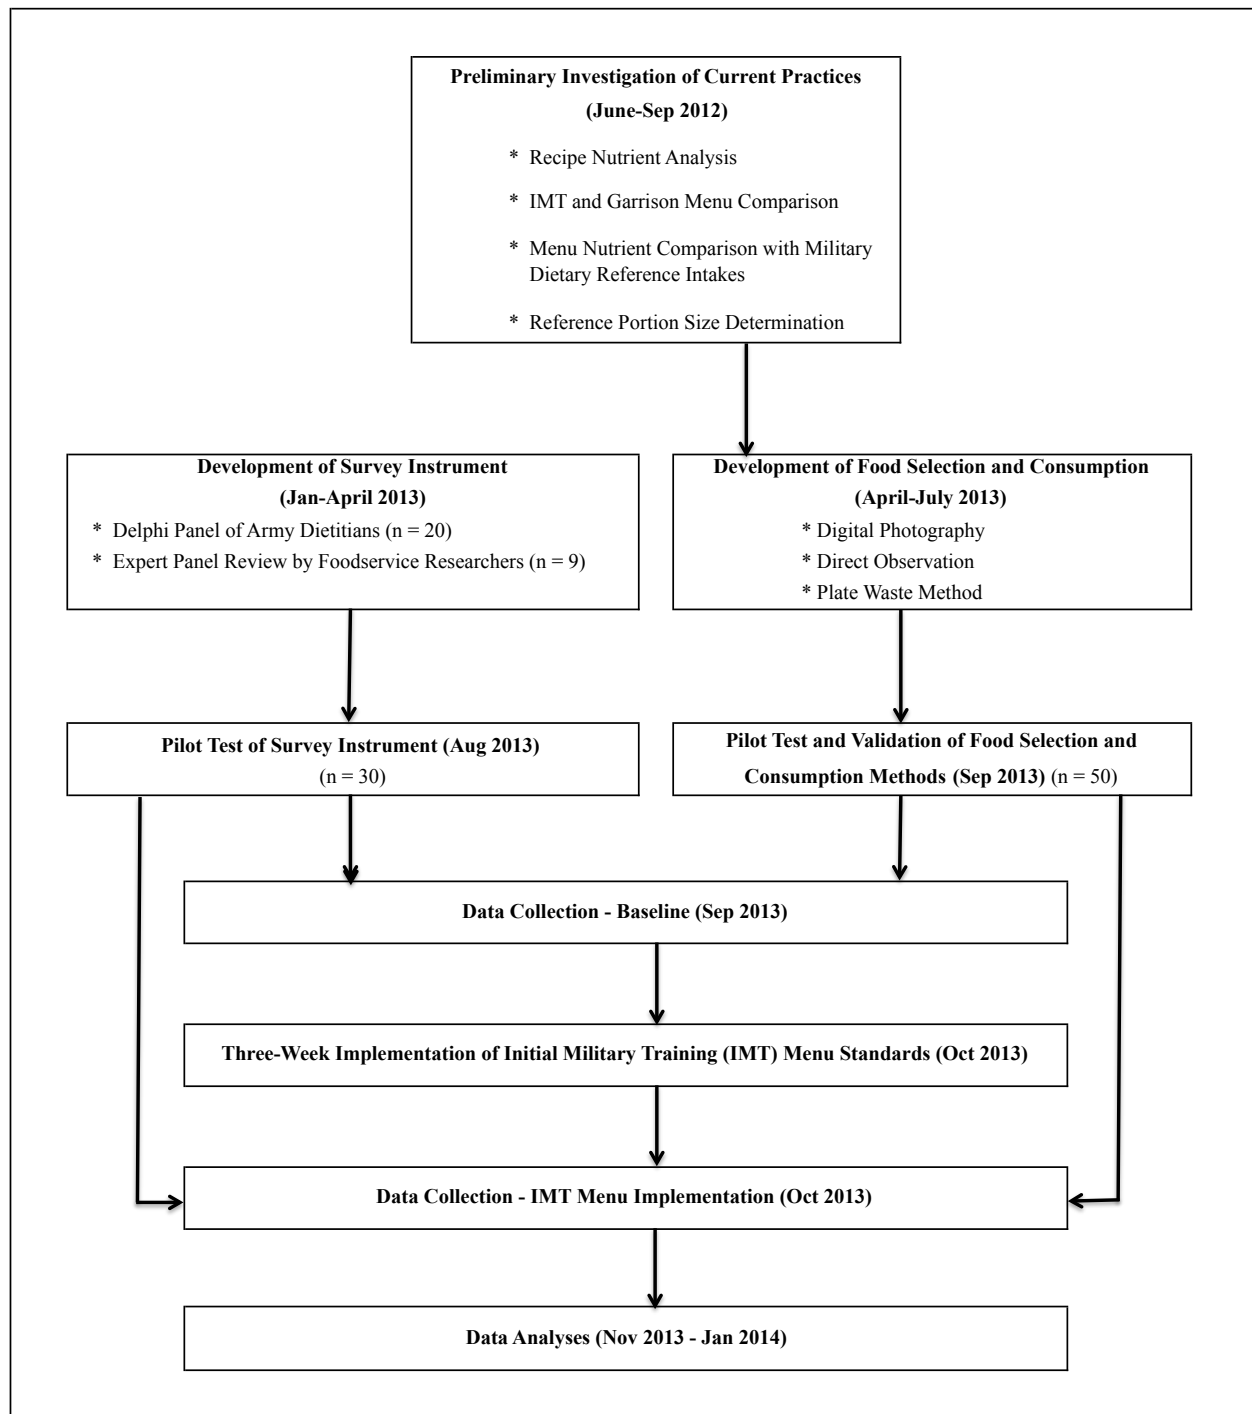 Preliminary Investigation of Current Practices
(June-Sep 2012)
* Recipe Nutrient Analysis
* IMT and Garrison Menu Comparison
* Menu Nutrient Comparison with Military
Dietary Reference Intakes
* Reference Portion Size Determination
Development of Survey Instrument
(Jan-April 2013)
* Delphi Panel of Army Dietitians (n = 20)
* Expert Panel Review by Foodservice Researchers (n = 9)
Development of Food Selection and Consumption
(April-July 2013)
* Digital Photography
* Direct Observation
* Plate Waste Method
Pilot Test of Survey Instrument (Aug 2013)
(n = 30)
Pilot Test and Validation of Food Selection and
Consumption Methods (Sep 2013) (n = 50)
Data Collection - Baseline (Sep 2013)
Three-Week Implementation of Initial Military Training (IMT) Menu Standards (Oct 2013)
Data Collection - IMT Menu Implementation (Oct 2013)
Data Analyses (Nov 2013 - Jan 2014)